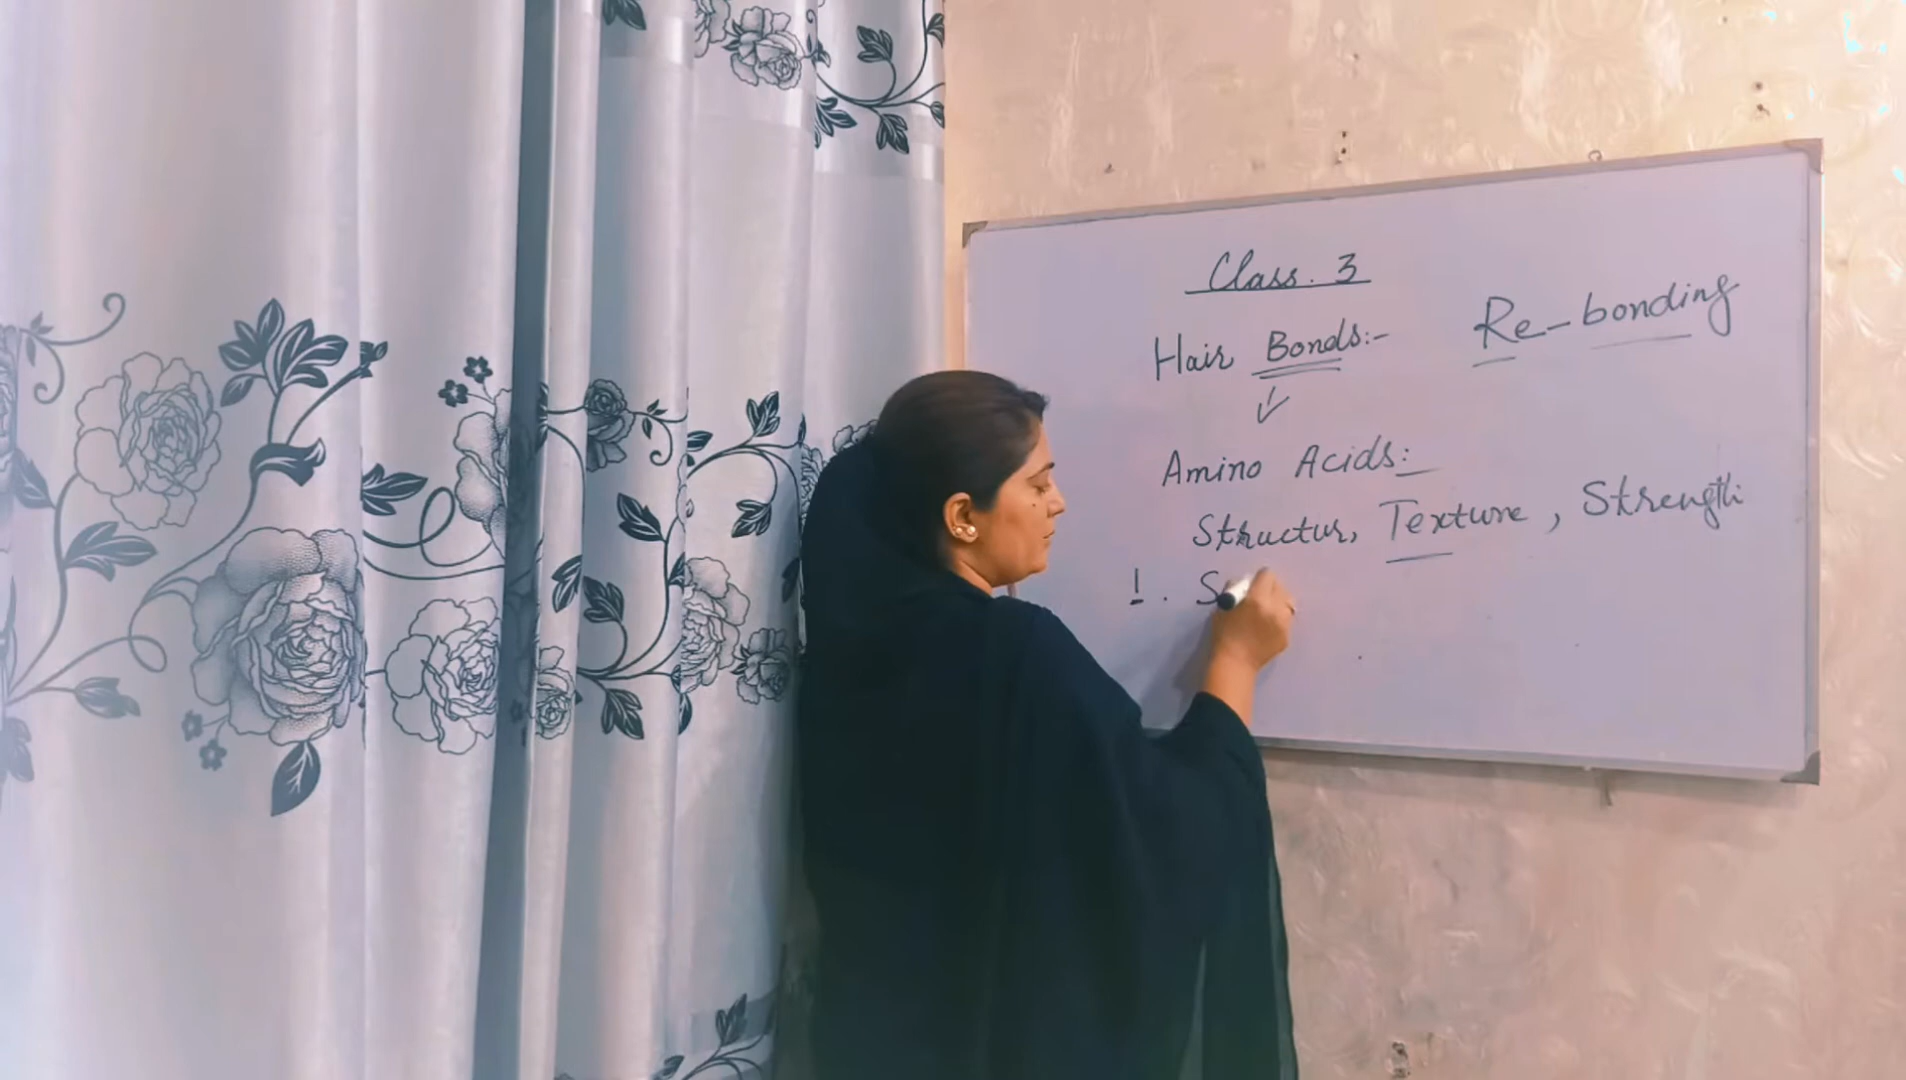 Class. 3
Hair Bonds:- Re-bonding
Amino Acids:
Structur, Texture, Strength
1. S